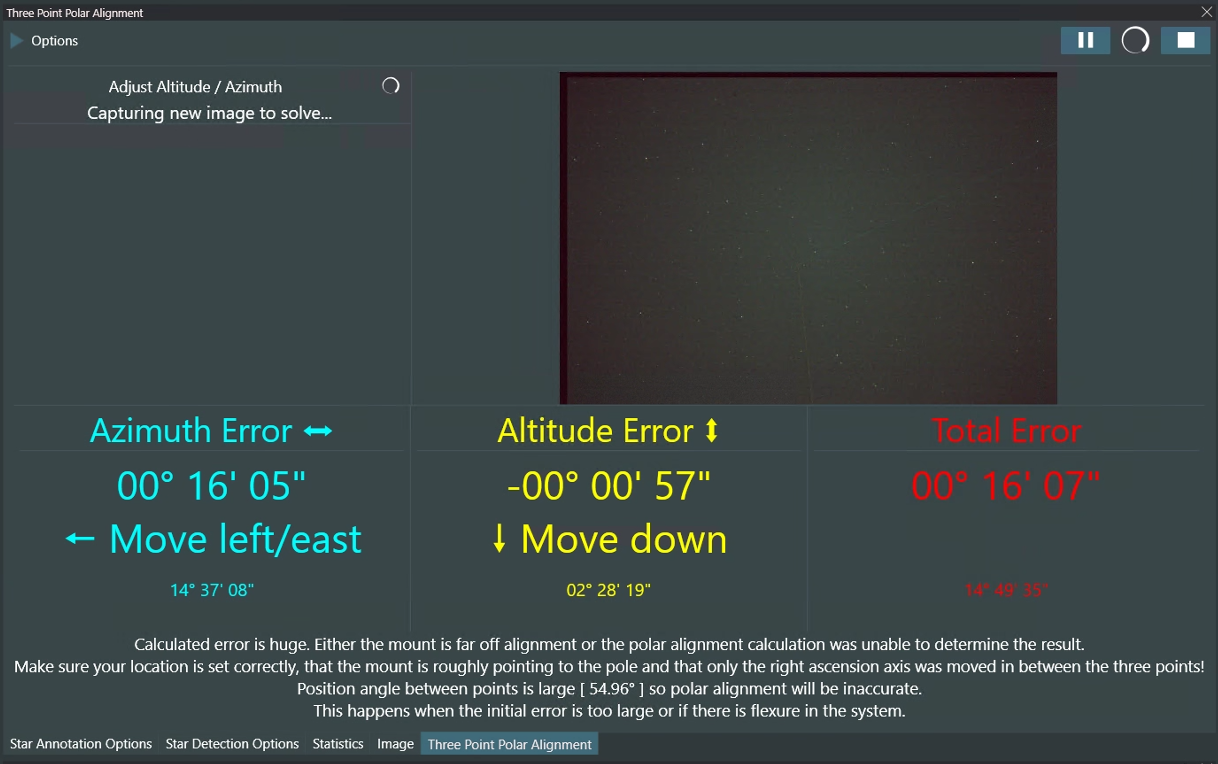 Three Point Polar Alignment
Options
Adjust Altitude / Azimuth
Capturing new image to solve...
Azimuth Error
Altitude Error
Total Error
00° 16' 05"
-00° 00' 57"
00° 16' 07"
← Move left/east
↓ Move down
14° 37' 08"
02° 28' 19"
14° 49' 35"
Calculated error is huge. Either the mount is far off alignment or the polar alignment calculation was unable to determine the result.
Make sure your location is set correctly, that the mount is roughly pointing to the pole and that only the right ascension axis was moved in between the three points!
Position angle between points is large [ 54.96° ] so polar alignment will be inaccurate.
This happens when the initial error is too large or if there is flexure in the system.
Star Annotation Options
Star Detection Options
Statistics
Image
Three Point Polar Alignment